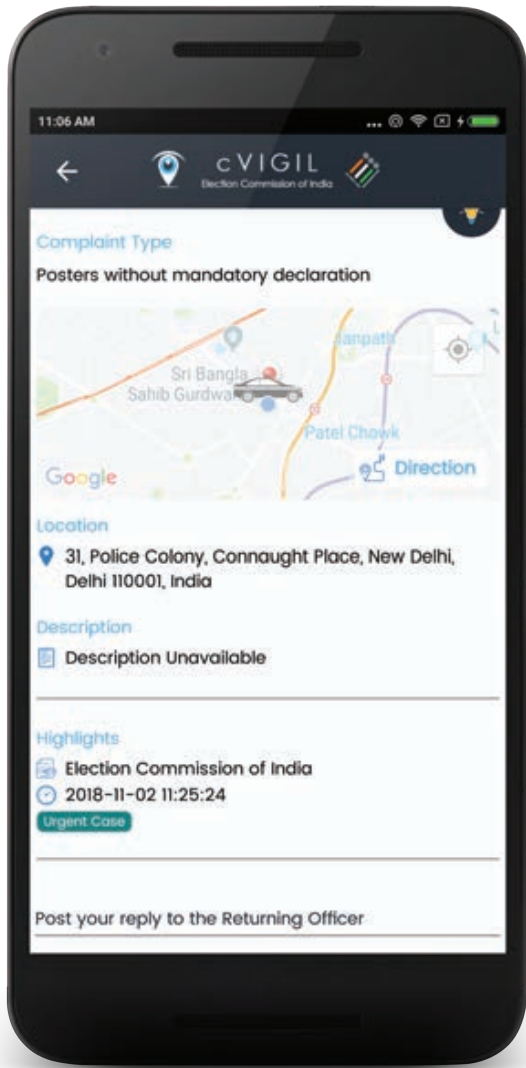 11:06 AM
cVIGIL
Election Commission of India
Complaint Type
Posters without mandatory declaration
Janpath
Sri Bangla
Sahib Gurdwa
Patel Chowk
Google
Direction
Location
31, Police Colony, Connaught Place, New Delhi,
Delhi 110001, India
Description
Description Unavailable
Highlights
Election Commission of India
2018-11-02 11:25:24
Urgent Case
Post your reply to the Returning Officer